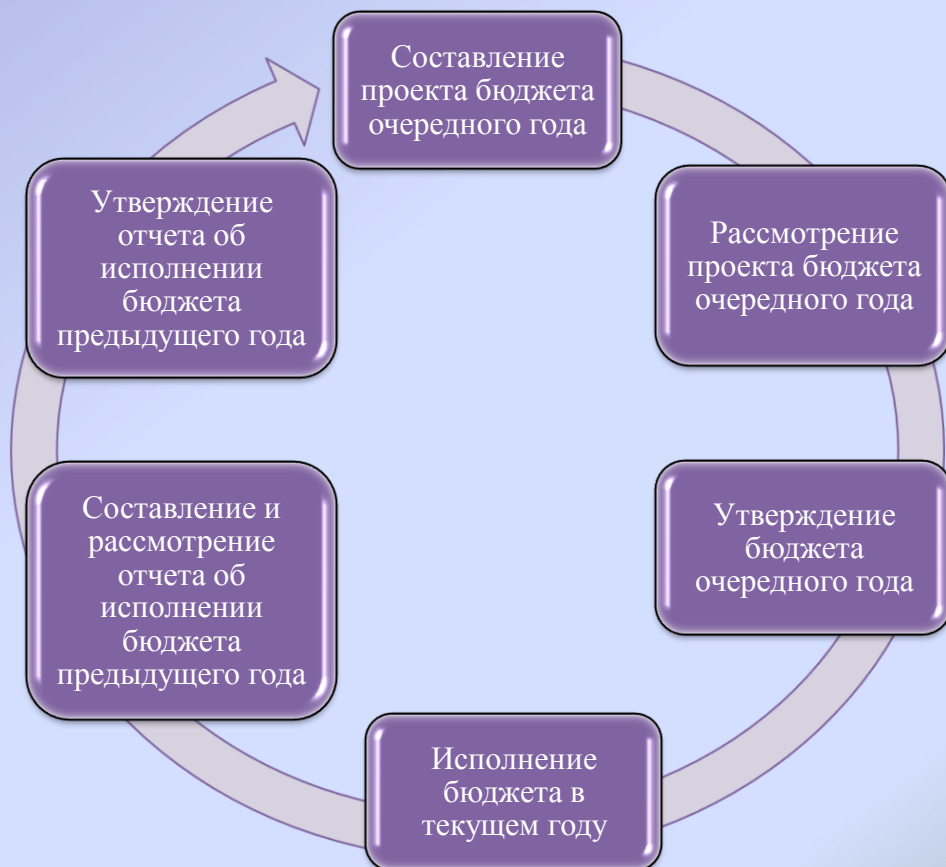 Составление
проекта бюджета
очередного года
Рассмотрение
проекта бюджета
очередного года
Утверждение
бюджета
очередного года
Исполнение
бюджета в
текущем году
Составление и
рассмотрение
отчета об
исполнении
бюджета
предыдущего года
Утверждение
отчета об
исполнении
бюджета
предыдущего года